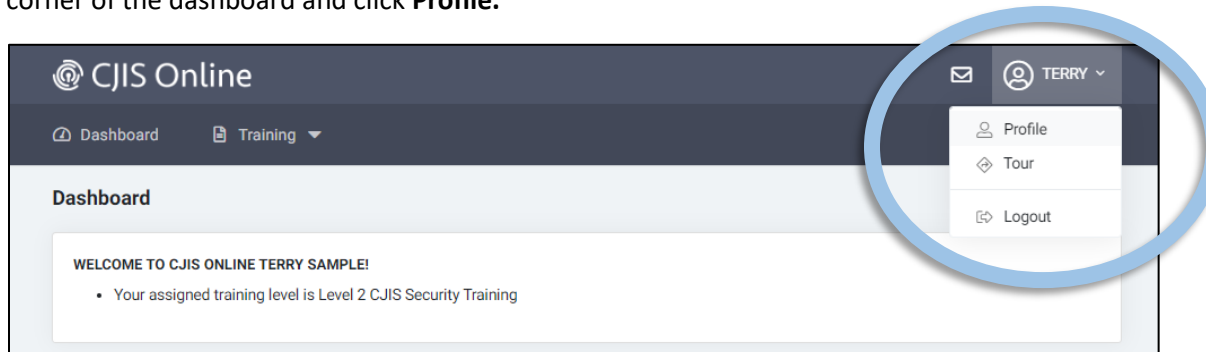 corner of the dashboard and click Profile.
CJIS Online
TERRY
Dashboard
Training
Profile
Tour
Logout
Dashboard
WELCOME TO CJIS ONLINE TERRY SAMPLE!
• Your assigned training level is Level 2 CJIS Security Training